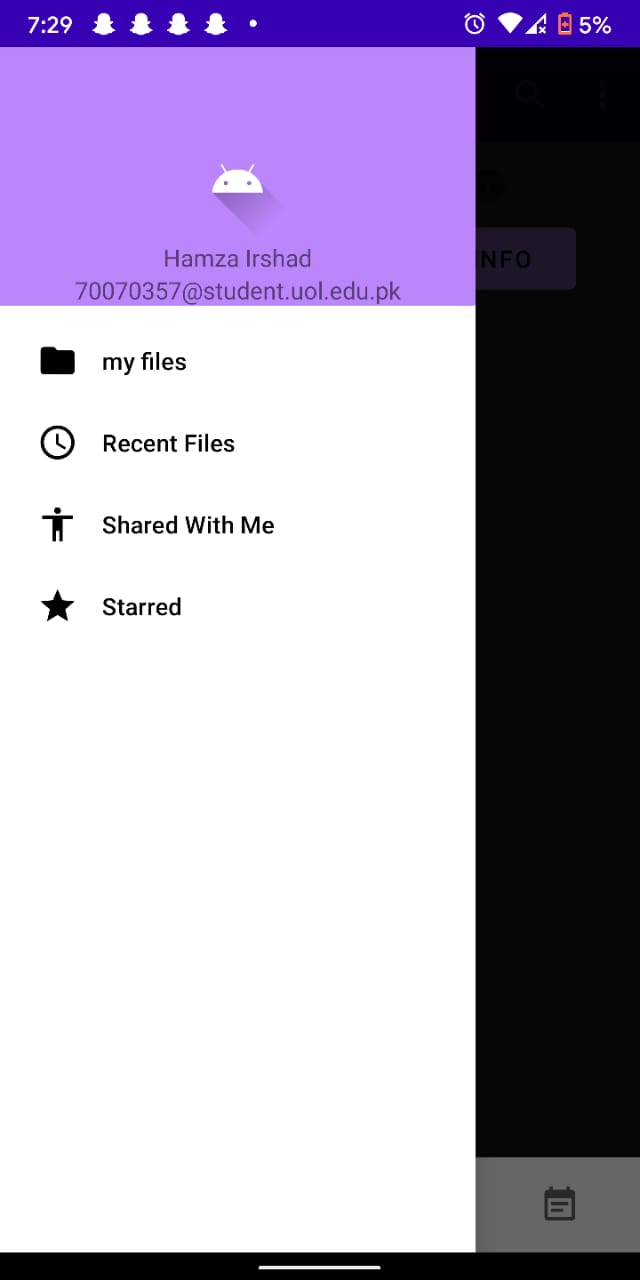 7:29 5%
Hamza Irshad
70070357@student.uol.edu.pk
NFO
my files
Recent Files
Shared With Me
Starred